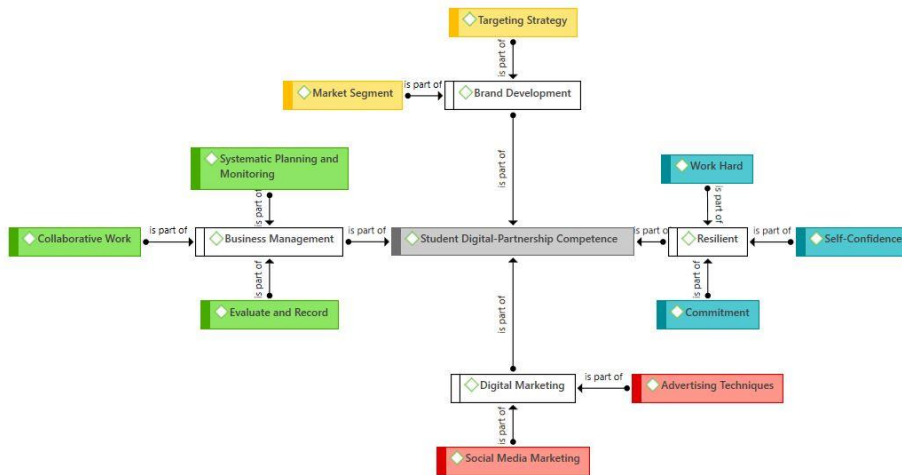 Targeting Strategy
is part of
Market Segment
is part of
Brand Development
is part of
Systematic Planning and
Monitoring
is part of
Work Hard
is part of
Collaborative Work
is part of
Business Management
Student Digital-Partnership Competence
is part of
Resilient
is part of
Self-Confidence
is part of
Evaluate and Record
is part of
Commitment
is part of
Digital Marketing
is part of
Advertising Techniques
is part of
Social Media Marketing